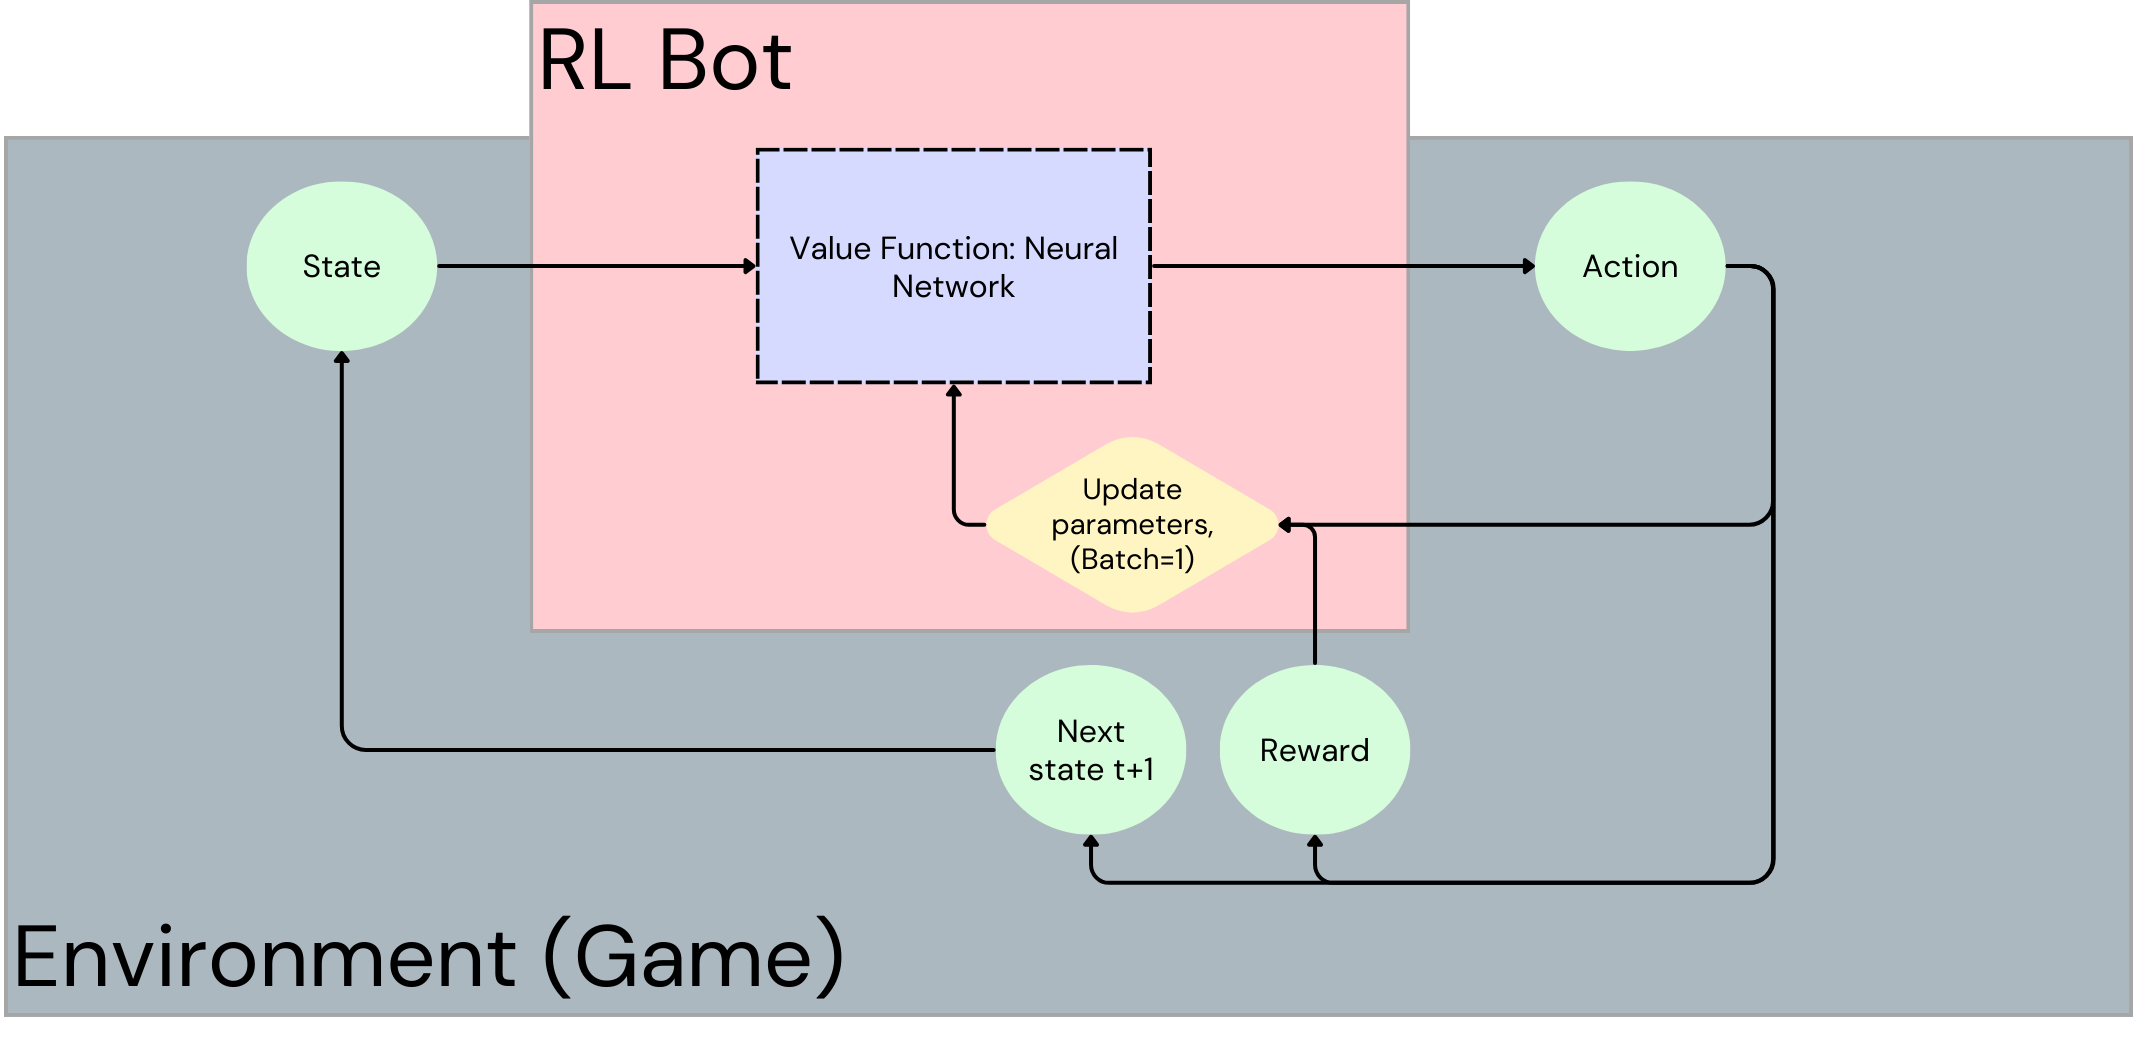 RL Bot
State
Value Function: Neural
Network
Action
Update
parameters,
(Batch=1)
Next
state t+1
Reward
Environment (Game)